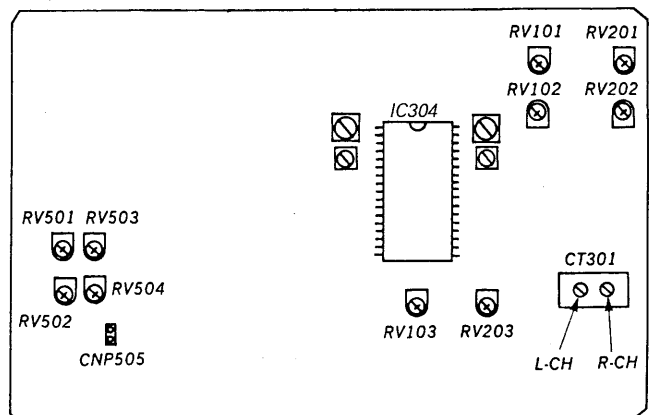 RV101 RV201
RV102 RV202
IC304
RV501 RV503
CT301
RV504
RV502
RV103 RV203
CNP505
L-CH R-CH